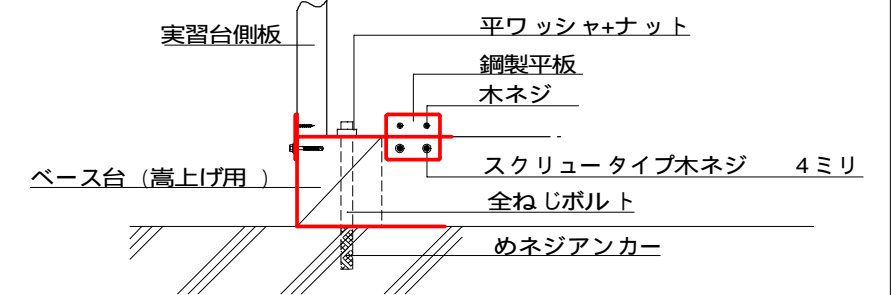 実習台側板
平ワッシャ+ナット
鋼製平板
木ネジ
スクリュータイプ木ネジ　4ミリ
ベース台（嵩上げ用 ）
全ねじボルト
めネジアンカー